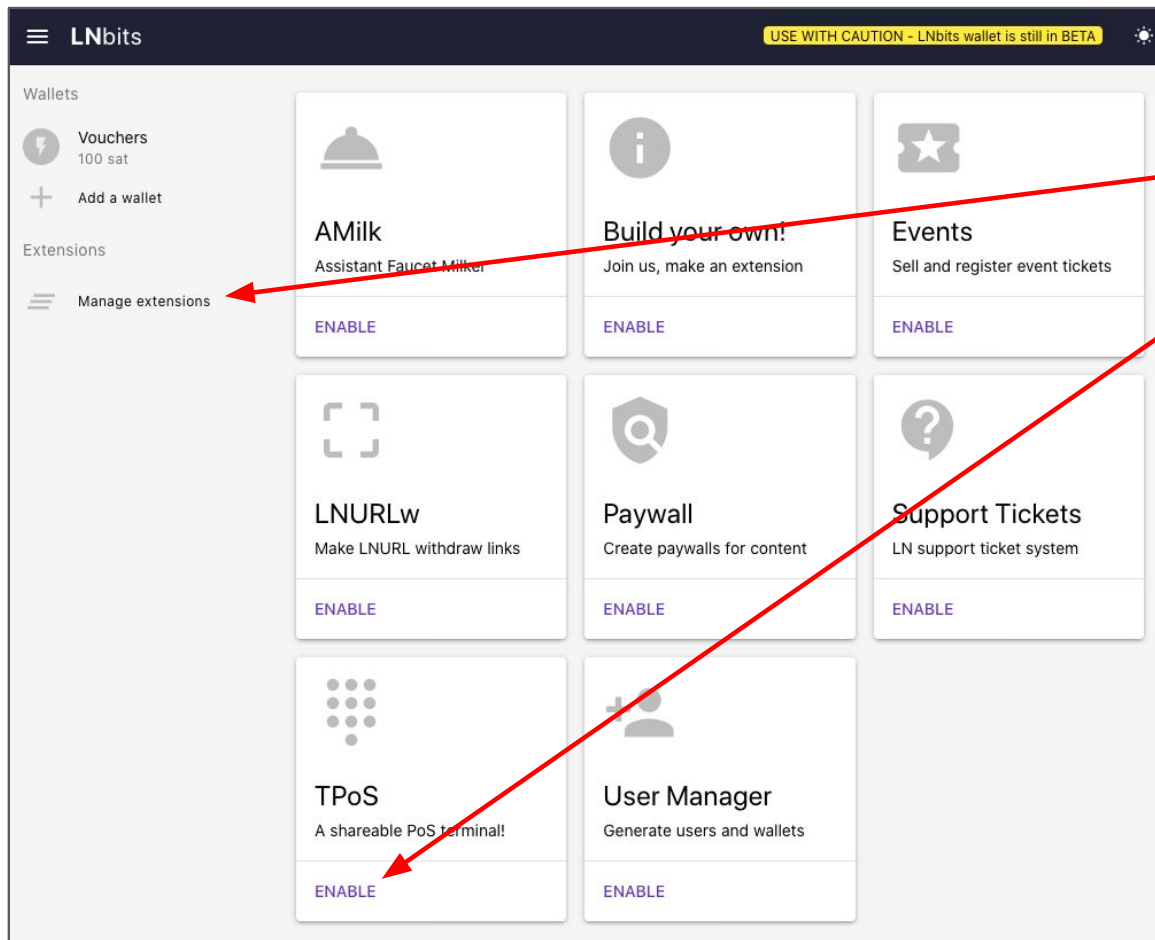 LNbits
USE WITH CAUTION - LNbits wallet is still in BETA
Wallets
Vouchers
100 sat
Add a wallet
Extensions
Manage extensions
AMilk
Assistant Faucet Milker
ENABLE
Build your own!
Join us, make an extension
ENABLE
Events
Sell and register event tickets
ENABLE
LNURLw
Make LNURL withdraw links
ENABLE
Paywall
Create paywalls for content
ENABLE
Support Tickets
LN support ticket system
ENABLE
TPoS
A shareable PoS terminal!
ENABLE
User Manager
Generate users and wallets
ENABLE